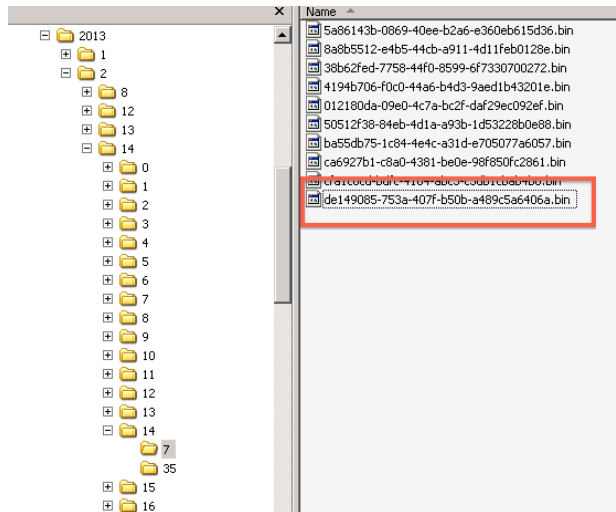 2013
1
2
8
12
13
14
0
1
2
3
4
5
6
7
8
9
10
11
12
13
14
7
35
15
16
Name
5a86143b-0869-40ee-b2a6-e360eb615d36.bin
8a8b5512-e4b5-44cb-a911-4d11feb0128e.bin
38b62fed-7758-44f0-8599-6f7330700272.bin
4194b706-f0c0-44a6-b4d3-9aed1b43201e.bin
012180da-09e0-4c7a-bc2f-daf29ec092ef.bin
50512f38-84eb-4d1a-a93b-1d53228b0e88.bin
ba55db75-1c84-4e4c-a31d-e705077a6057.bin
ca6927b1-c8a0-4381-be0e-98f850fc2861.bin
de149085-753a-407f-b50b-a489c5a6406a.bin